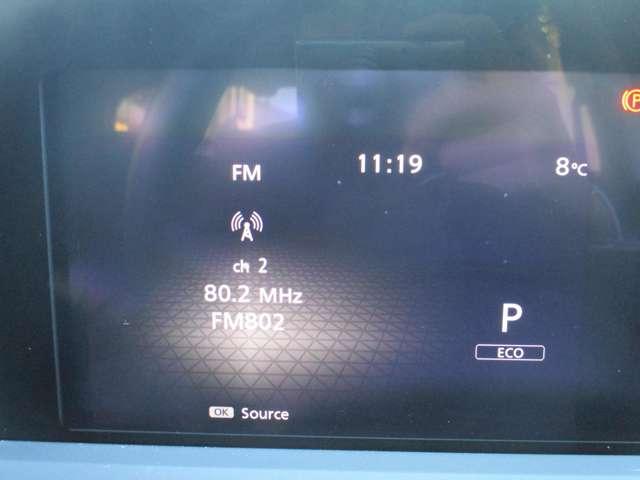 FM 11:19 8°C
ch 2
80.2 MHz
FM802
P
ECO
OK Source
(P)